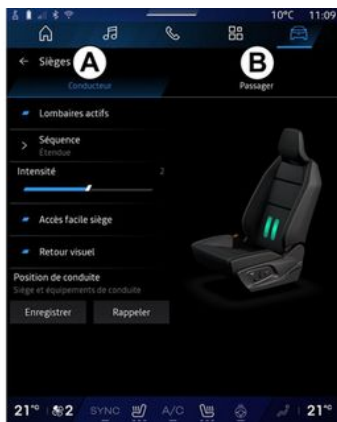 10°C 11:09
← Sièges
A
B
Conducteur
Passager
Lombaires actifs
> Séquence
Étendue
Intensité 2
Accès facile siège
Retour visuel
Position de conduite
Siège et équipements de conduite
Enregistrer Rappeler
21° 2 SYNC A/C 21°